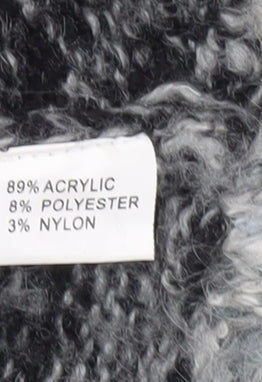 89% ACRYLIC
8% POLYESTER
3% NYLON